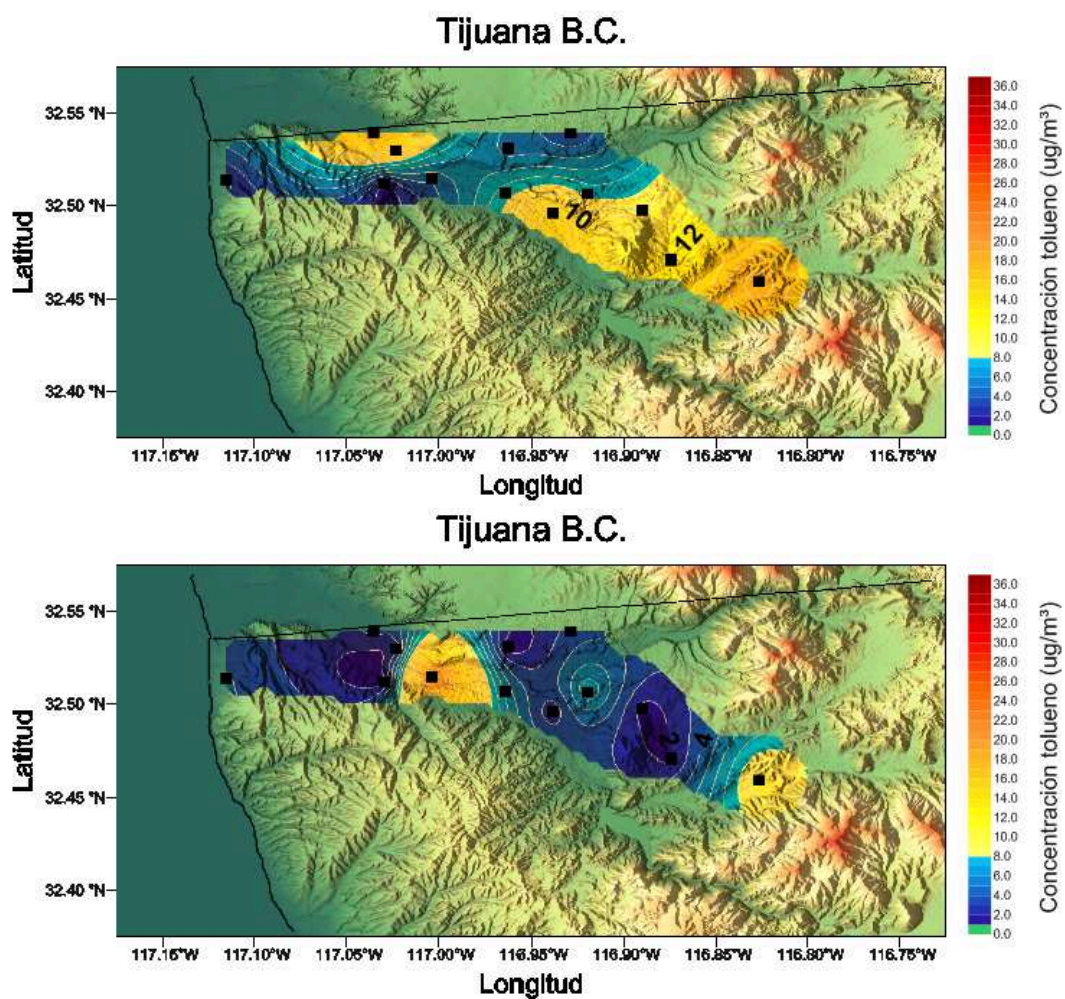 Tijuana B.C.
32.55 °N
32.50 °N
32.45 °N
32.40 °N
Latitud
10
12
117.15°W 117.10°W 117.05°W 117.00°W 116.95°W 116.90°W 116.85°W 116.80°W 116.75°W
Longitud
36.0
34.0
32.0
30.0
28.0
26.0
24.0
22.0
20.0
18.0
16.0
14.0
12.0
10.0
8.0
6.0
4.0
2.0
0.0
Concentración tolueno (ug/m³)
Tijuana B.C.
32.55 °N
32.50 °N
32.45 °N
32.40 °N
Latitud
2
4
117.15°W 117.10°W 117.05°W 117.00°W 116.95°W 116.90°W 116.85°W 116.80°W 116.75°W
Longitud
36.0
34.0
32.0
30.0
28.0
26.0
24.0
22.0
20.0
18.0
16.0
14.0
12.0
10.0
8.0
6.0
4.0
2.0
0.0
Concentración tolueno (ug/m³)